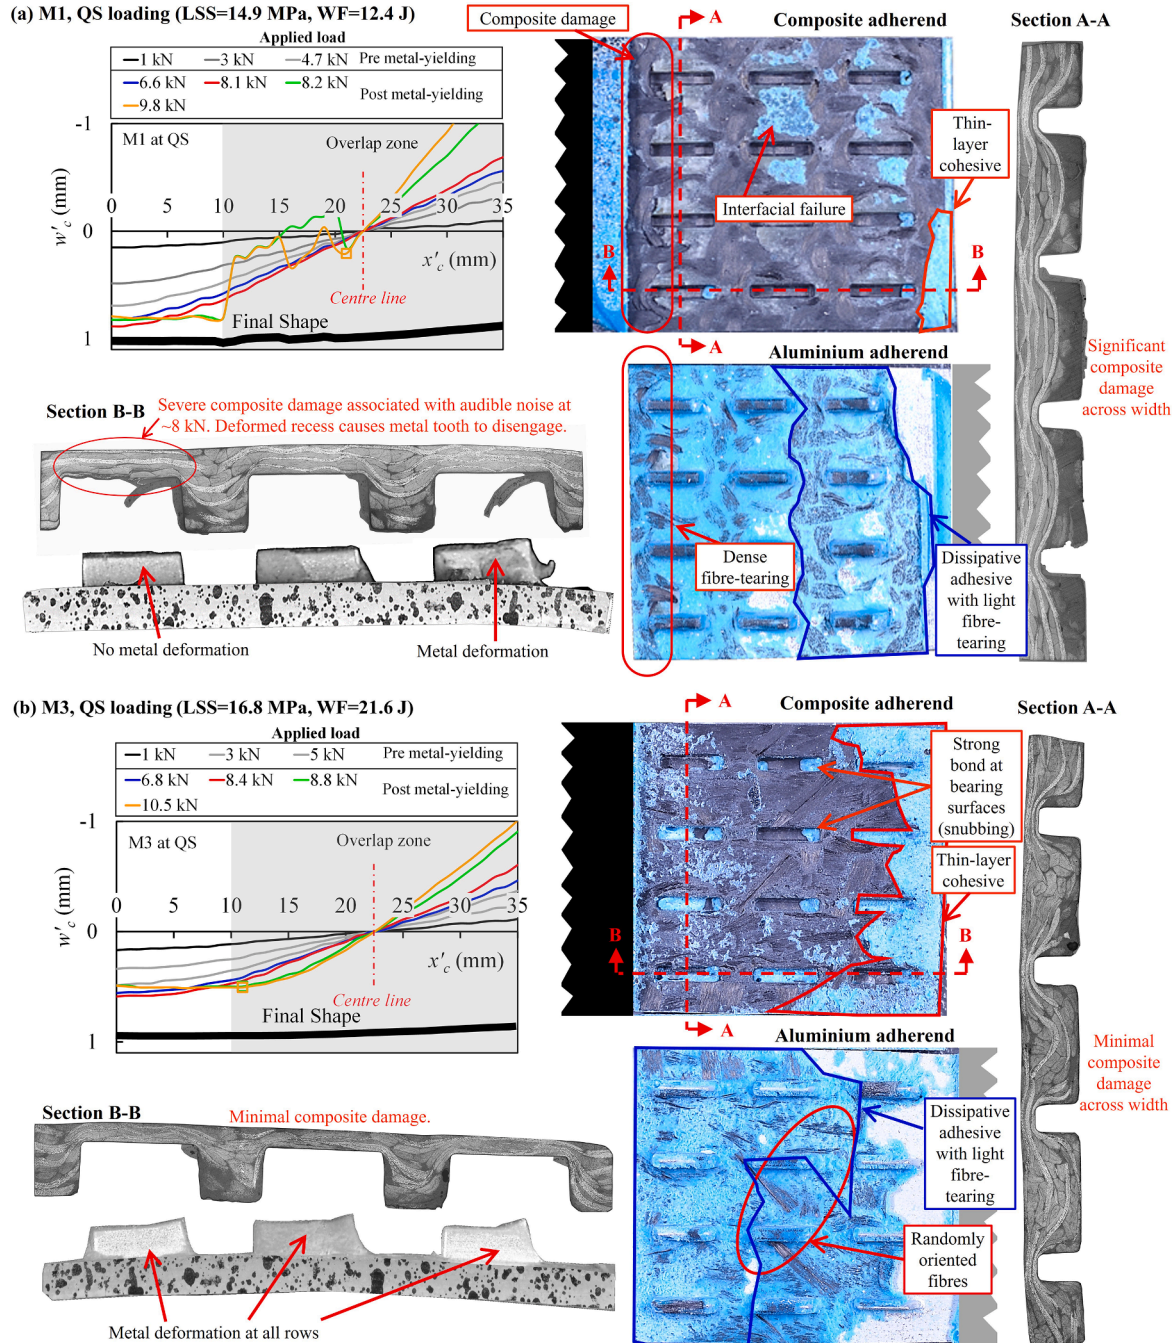 (a) M1, QS loading (LSS=14.9 MPa, WF=12.4 J)
Applied load
1 kN 3 kN 4.7 kN Pre metal-yielding
6.6 kN 8.1 kN 8.2 kN Post metal-yielding
9.8 kN
M1 at QS
Overlap zone
-1
0
1
w'c (mm)
0 5 10 15 20 25 30 35
x'c (mm)
Centre line
Final Shape
Composite damage
A
Composite adherend
Section A-A
Thin-
layer
cohesive
Interfacial failure
B
B
A
Aluminium adherend
Significant
composite
damage
across width
Dense
fibre-tearing
Dissipative
adhesive
with light
fibre-
tearing
Section B-B
Severe composite damage associated with audible noise at
~8 kN. Deformed recess causes metal tooth to disengage.
No metal deformation
Metal deformation
(b) M3, QS loading (LSS=16.8 MPa, WF=21.6 J)
Applied load
1 kN 3 kN 5 kN Pre metal-yielding
6.8 kN 8.4 kN 8.8 kN Post metal-yielding
10.5 kN
M3 at QS
Overlap zone
-1
0
1
w'c (mm)
0 5 10 15 20 25 30 35
x'c (mm)
Centre line
Final Shape
A
Composite adherend
Section A-A
Strong
bond at
bearing
surfaces
(snubbing)
Thin-layer
cohesive
B
B
A
Aluminium adherend
Minimal
composite
damage
across width
Dissipative
adhesive
with light
fibre-
tearing
Randomly
oriented
fibres
Section B-B
Minimal composite damage.
Metal deformation at all rows